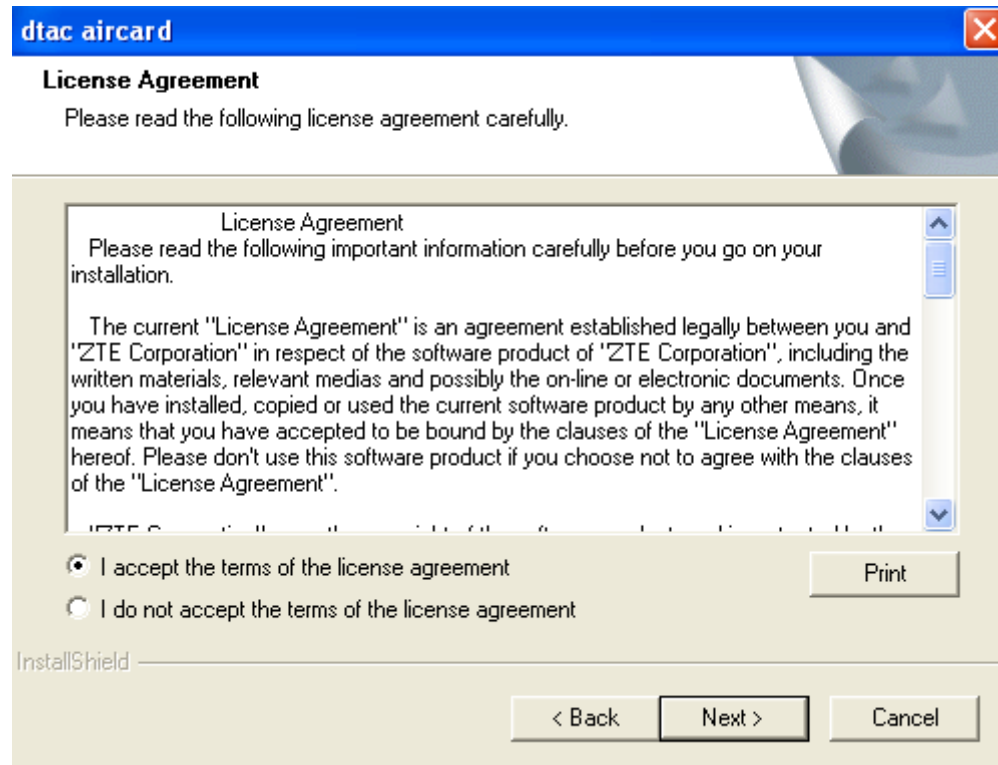 dtac aircard
License Agreement
Please read the following license agreement carefully.
License Agreement
Please read the following important information carefully before you go on your
installation.
The current "License Agreement" is an agreement established legally between you and
"ZTE Corporation" in respect of the software product of "ZTE Corporation", including the
written materials, relevant medias and possibly the on-line or electronic documents. Once
you have installed, copied or used the current software product by any other means, it
means that you have accepted to be bound by the clauses of the "License Agreement"
hereof. Please don't use this software product if you choose not to agree with the clauses
of the "License Agreement".
I accept the terms of the license agreement
Print
I do not accept the terms of the license agreement
InstallShield
< Back
Next >
Cancel